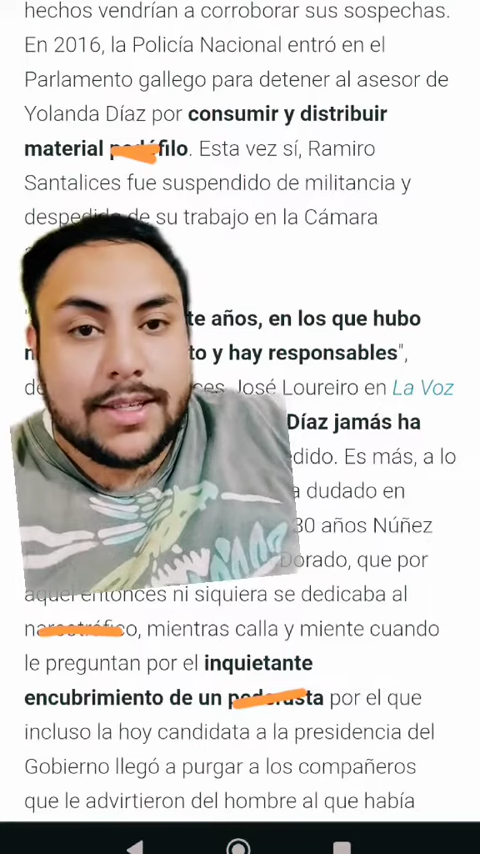 hechos vendrían a corroborar sus sospechas.
En 2016, la Policía Nacional entró en el
Parlamento gallego para detener al asesor de
Yolanda Díaz por consumir y distribuir
material filo. Esta vez sí, Ramiro
Santalices fue suspendido de militancia y
despedido de su trabajo en la Cámara
te años, en los que hubo
to y hay responsables",
ces José Loureiro en La Voz
Díaz jamás ha
dido. Es más, a lo
a dudado en
30 años Núñez
Dorado, que por
aquel entonces ni siquiera se dedicaba al
narcotráfico, mientras calla y miente cuando
le preguntan por el inquietante
encubrimiento de un pederasta por el que
incluso la hoy candidata a la presidencia del
Gobierno llegó a purgar a los compañeros
que le advirtieron del hombre al que había